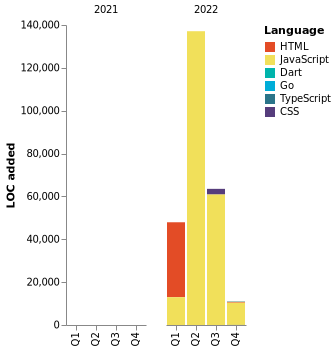 2021
2022
Language
HTML
JavaScript
Dart
Go
TypeScript
CSS
LOC added
140,000
120,000
100,000
80,000
60,000
40,000
20,000
0
Q1
Q2
Q3
Q4
Q1
Q2
Q3
Q4